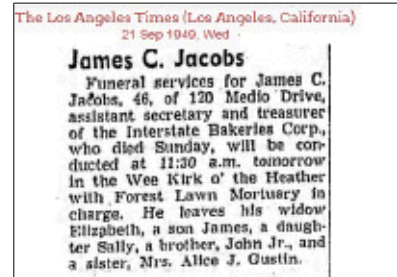 The Los Angeles Times (Los Angeles, California)
21 Sep 1949, Wed
James C. Jacobs
Funeral services for James C.
Jacobs, 46, of 120 Medio Drive,
assistant secretary and treasurer
of the Interstate Bakeries Corp.,
who died Sunday, will be con-
ducted at 11:30 a.m. tomorrow
in the Wee Kirk o' the Heather
with Forest Lawn Mortuary in
charge. He leaves his widow
Elizabeth, a son James, a daugh-
ter Sally, a brother, John Jr., and
a sister, Mrs. Alice J. Gustin.